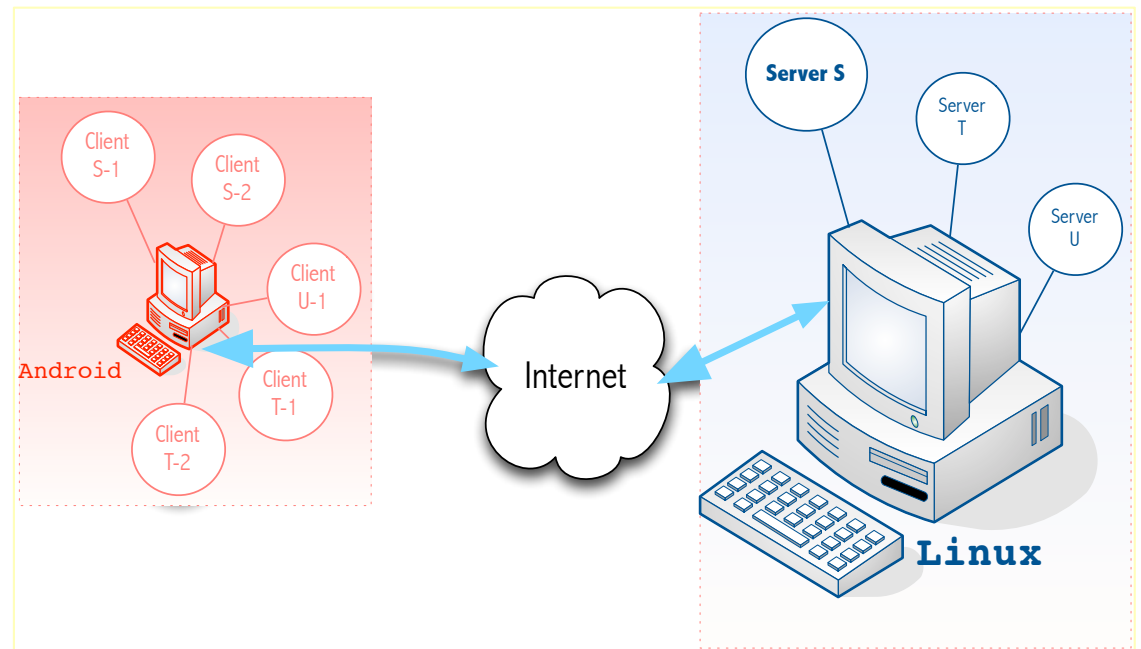 Client
S-1
Client
S-2
Client
U-1
Client
T-1
Client
T-2
Android
Internet
Server S
Server
T
Server
U
Linux